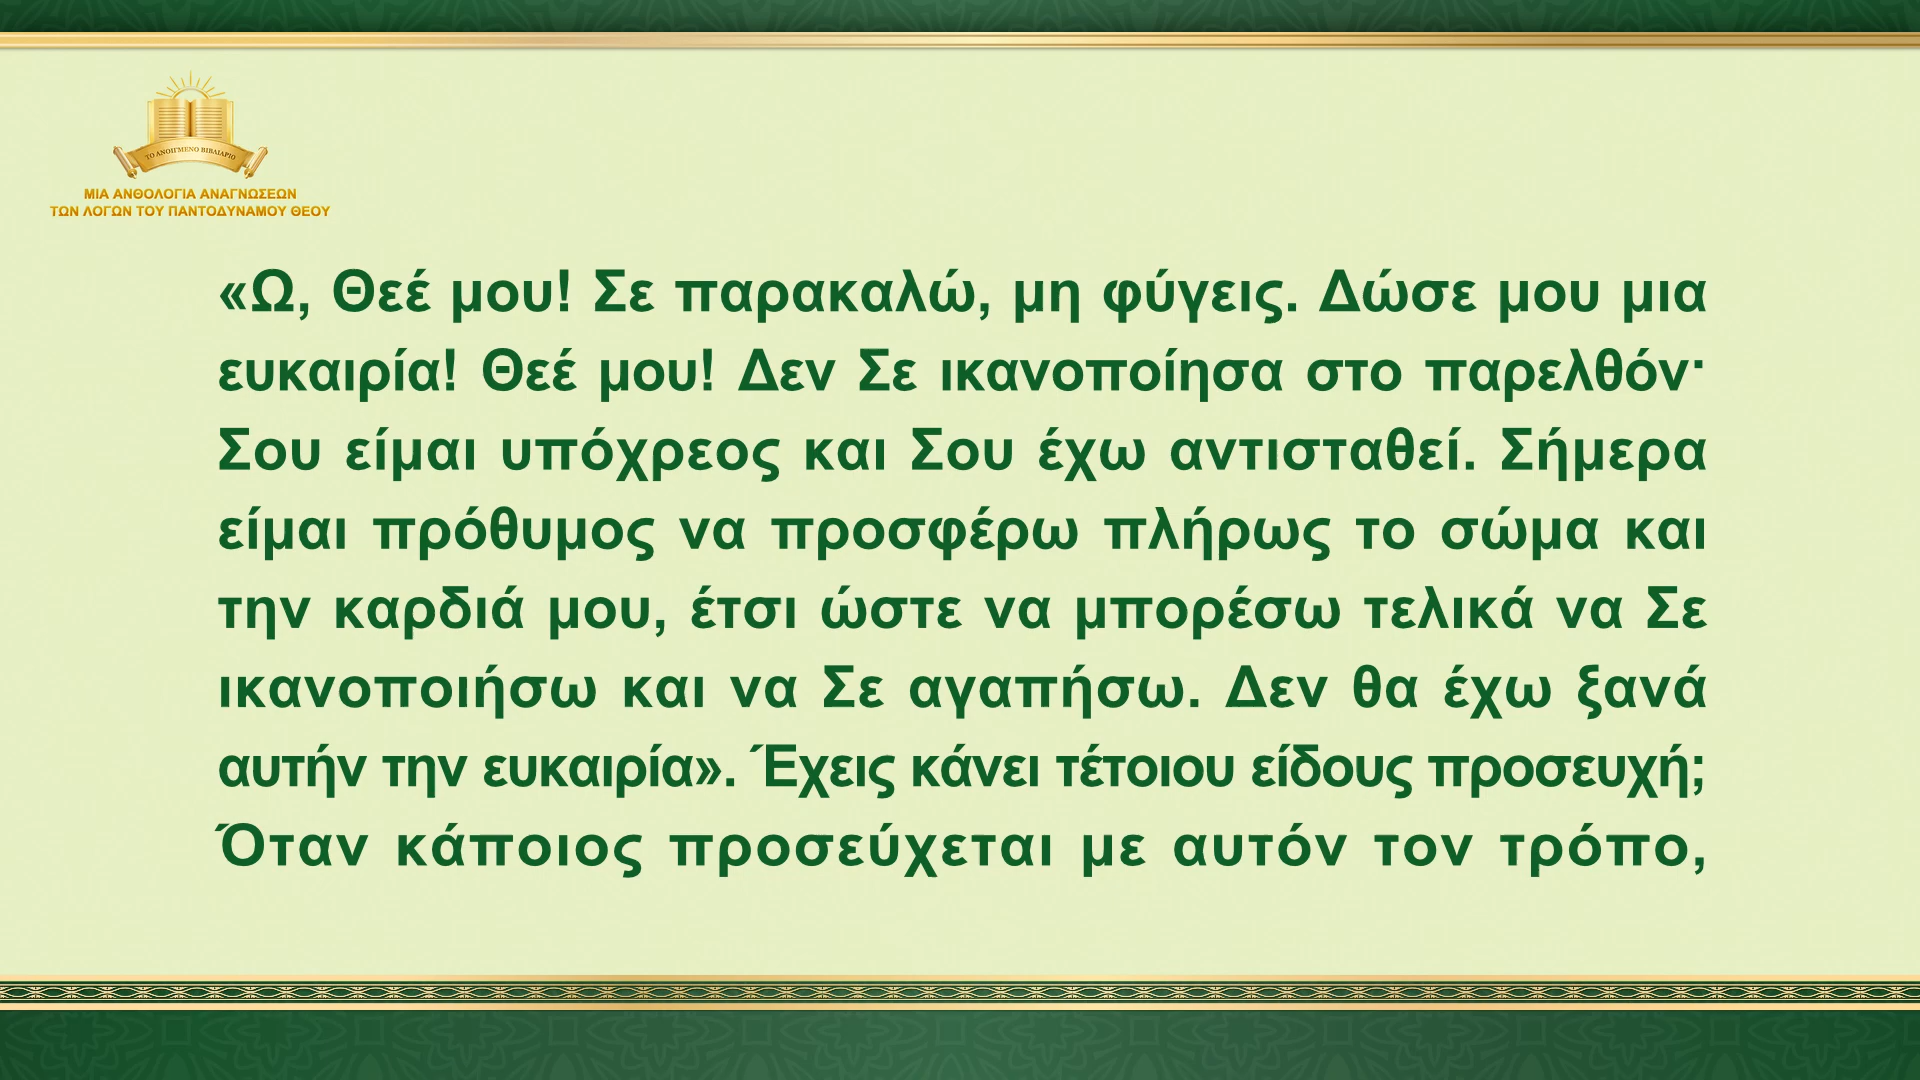 ΤΟ ΑΝΟΙΓΜΕΝΟ ΒΙΒΛΙΑΡΙΟ
ΜΙΑ ΑΝΘΟΛΟΓΙΑ ΑΝΑΓΝΩΣΕΩΝ
ΤΩΝ ΛΟΓΩΝ ΤΟΥ ΠΑΝΤΟΔΥΝΑΜΟΥ ΘΕΟΥ
«Ω, Θεέ μου! Σε παρακαλώ, μη φύγεις. Δώσε μου μια
ευκαιρία! Θεέ μου! Δεν Σε ικανοποίησα στο παρελθόν·
Σου είμαι υπόχρεος και Σου έχω αντισταθεί. Σήμερα
είμαι πρόθυμος να προσφέρω πλήρως το σώμα και
την καρδιά μου, έτσι ώστε να μπορέσω τελικά να Σε
ικανοποιήσω και να Σε αγαπήσω. Δεν θα έχω ξανά
αυτήν την ευκαιρία». Έχεις κάνει τέτοιου είδους προσευχή;
Όταν κάποιος προσεύχεται με αυτόν τον τρόπο,